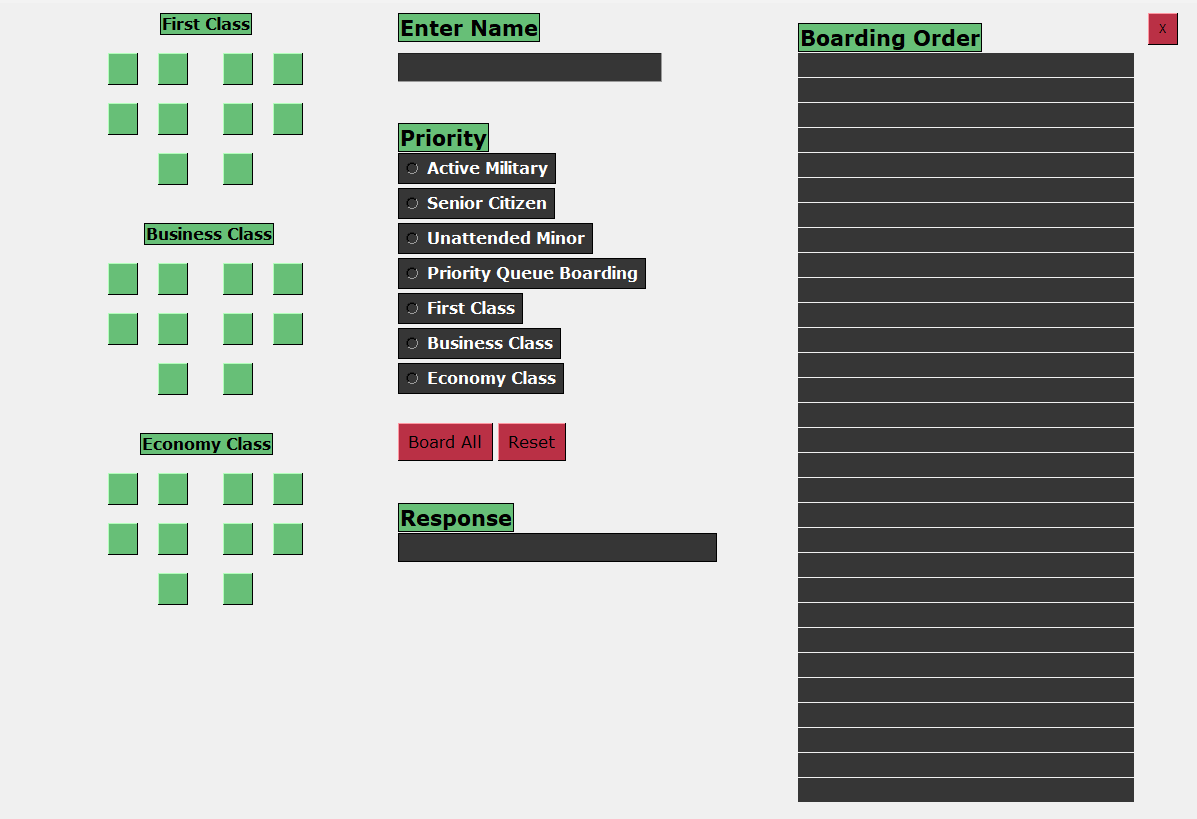 First Class
Business Class
Economy Class
Enter Name
Priority
Active Military
Senior Citizen
Unattended Minor
Priority Queue Boarding
First Class
Business Class
Economy Class
Board All
Reset
Response
Boarding Order
X